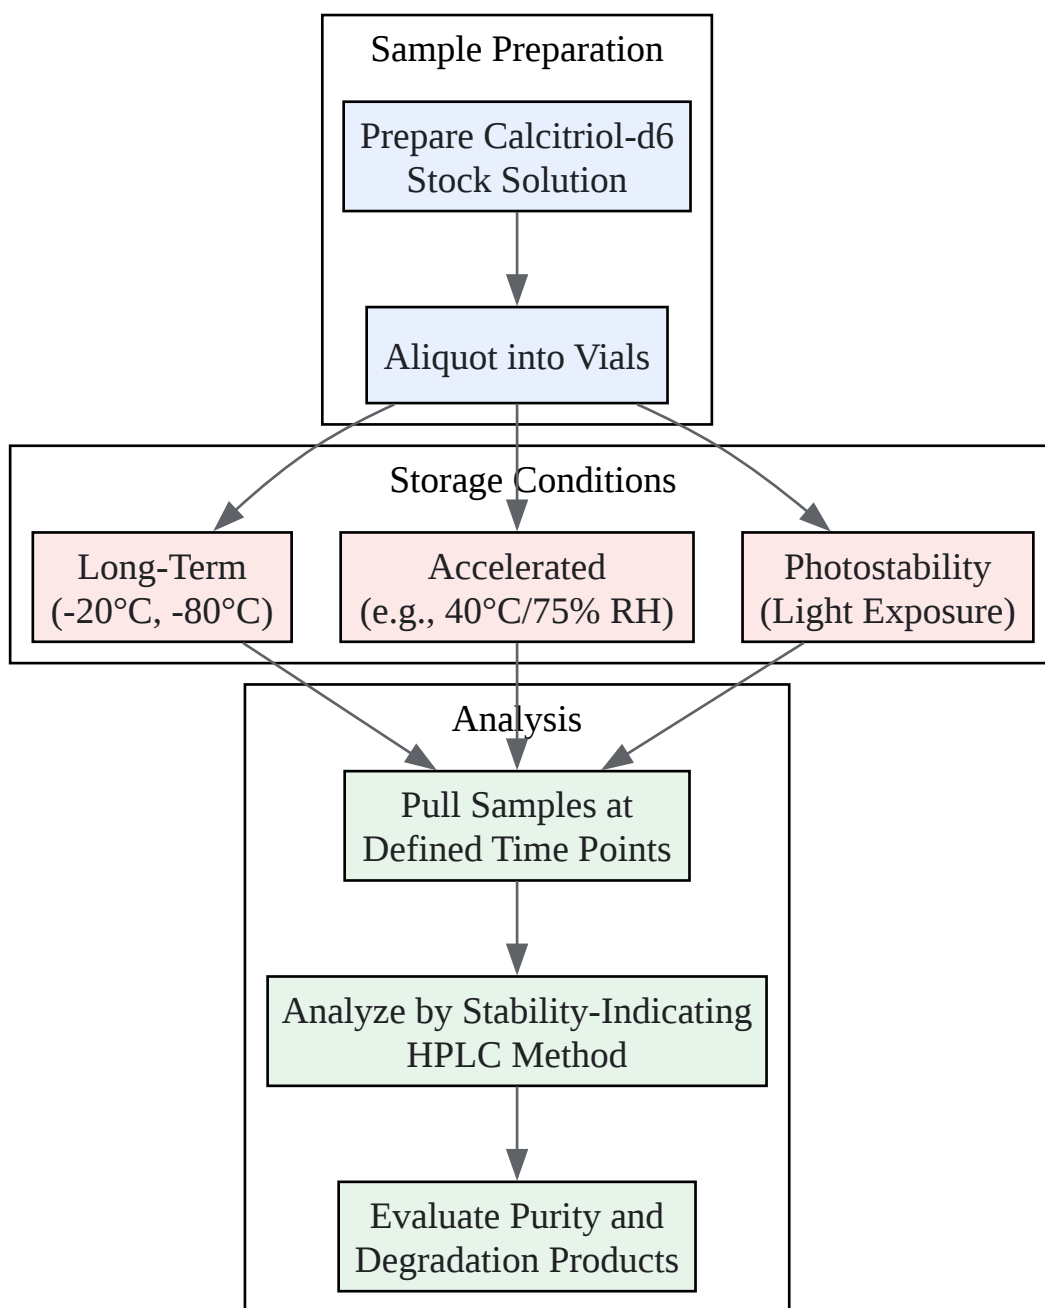 Sample Preparation
Prepare Calcitriol-d6
Stock Solution
Aliquot into Vials
Storage Conditions
Long-Term
(-20°C, -80°C)
Accelerated
(e.g., 40°C/75% RH)
Photostability
(Light Exposure)
Analysis
Pull Samples at
Defined Time Points
Analyze by Stability-Indicating
HPLC Method
Evaluate Purity and
Degradation Products